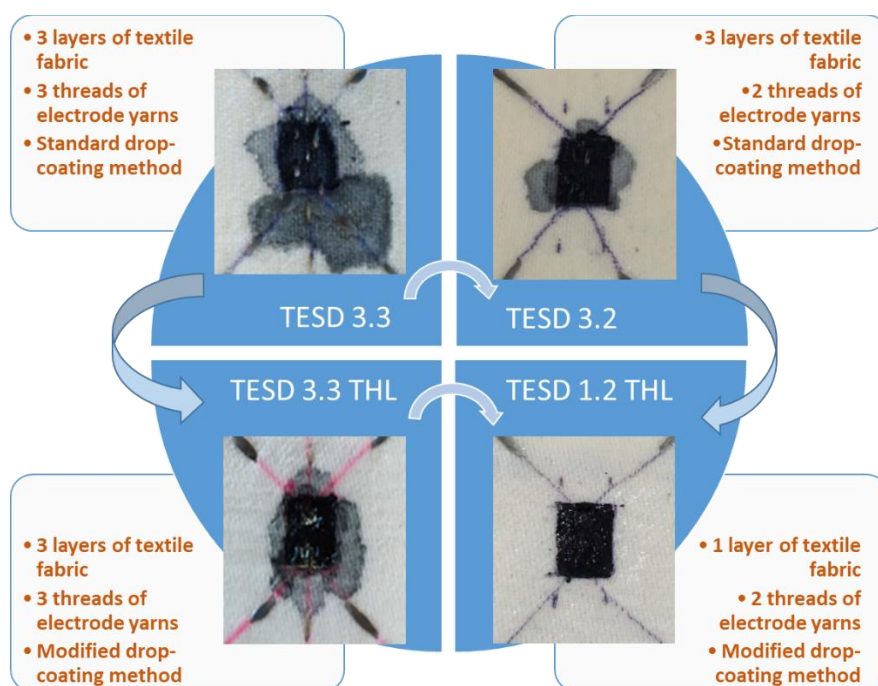 • 3 layers of textile
fabric
• 3 threads of
electrode yarns
• Standard drop-
coating method
•3 layers of textile
fabric
•2 threads of
electrode yarns
•Standard drop-
coating method
TESD 3.3
TESD 3.2
TESD 3.3 THL
TESD 1.2 THL
• 3 layers of textile
fabric
• 3 threads of
electrode yarns
• Modified drop-
coating method
• 1 layer of textile
fabric
• 2 threads of
electrode yarns
• Modified drop-
coating method